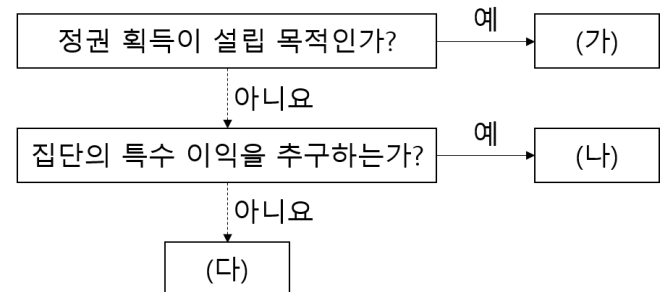 정권 획득이 설립 목적인가?
예
(가)
아니요
집단의 특수 이익을 추구하는가?
예
(나)
아니요
(다)